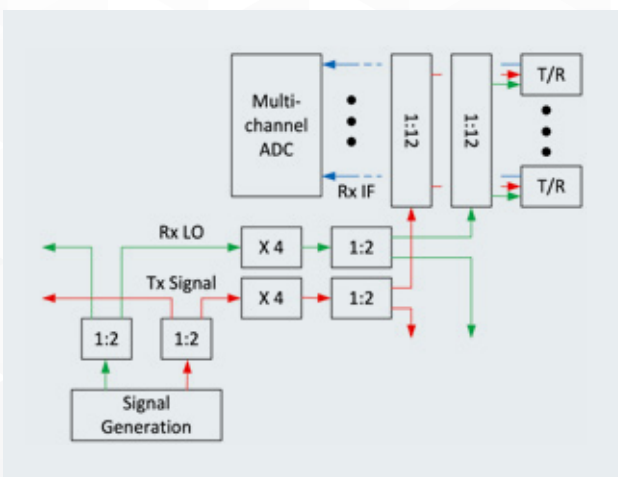 Multi-
channel
ADC
1:12
1:12
T/R
T/R
Rx IF
Rx LO
X 4
1:2
Tx Signal
X 4
1:2
1:2
1:2
Signal
Generation